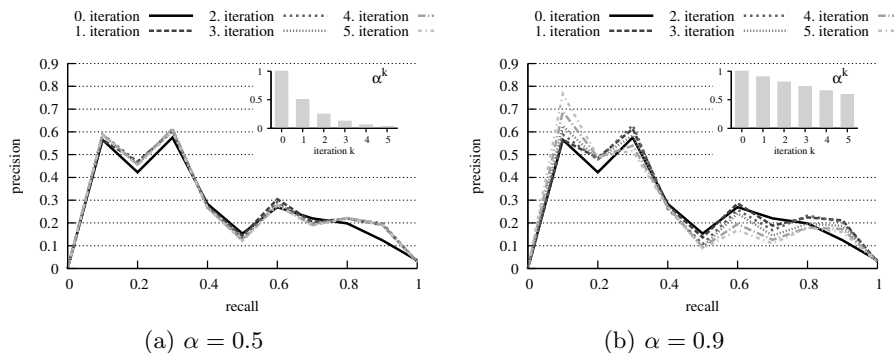 0. iteration 2. iteration 4. iteration
1. iteration 3. iteration 5. iteration
0.9
0.8
0.7
0.6
0.5
0.4
0.3
0.2
0.1
0
precision
0 0.2 0.4 0.6 0.8 1
recall
1
0.5
0
α^k
0 1 2 3 4 5
iteration k
(a) α = 0.5
0. iteration 2. iteration 4. iteration
1. iteration 3. iteration 5. iteration
0.9
0.8
0.7
0.6
0.5
0.4
0.3
0.2
0.1
0
precision
0 0.2 0.4 0.6 0.8 1
recall
1
0.5
0
α^k
0 1 2 3 4 5
iteration k
(b) α = 0.9